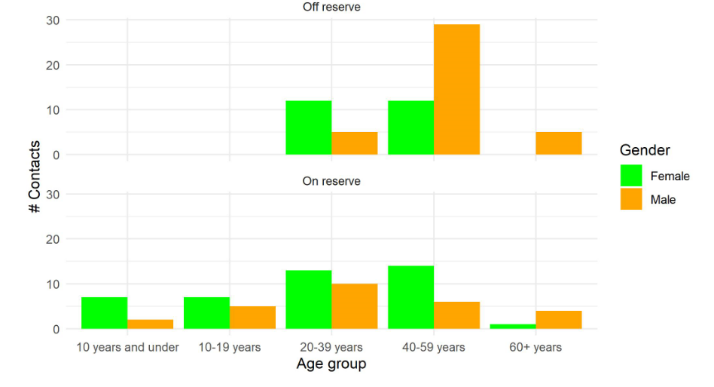 Off reserve
30
20
10
0
# Contacts
On reserve
30
20
10
0
10 years and under 10-19 years 20-39 years 40-59 years 60+ years
Age group
Gender
Female
Male